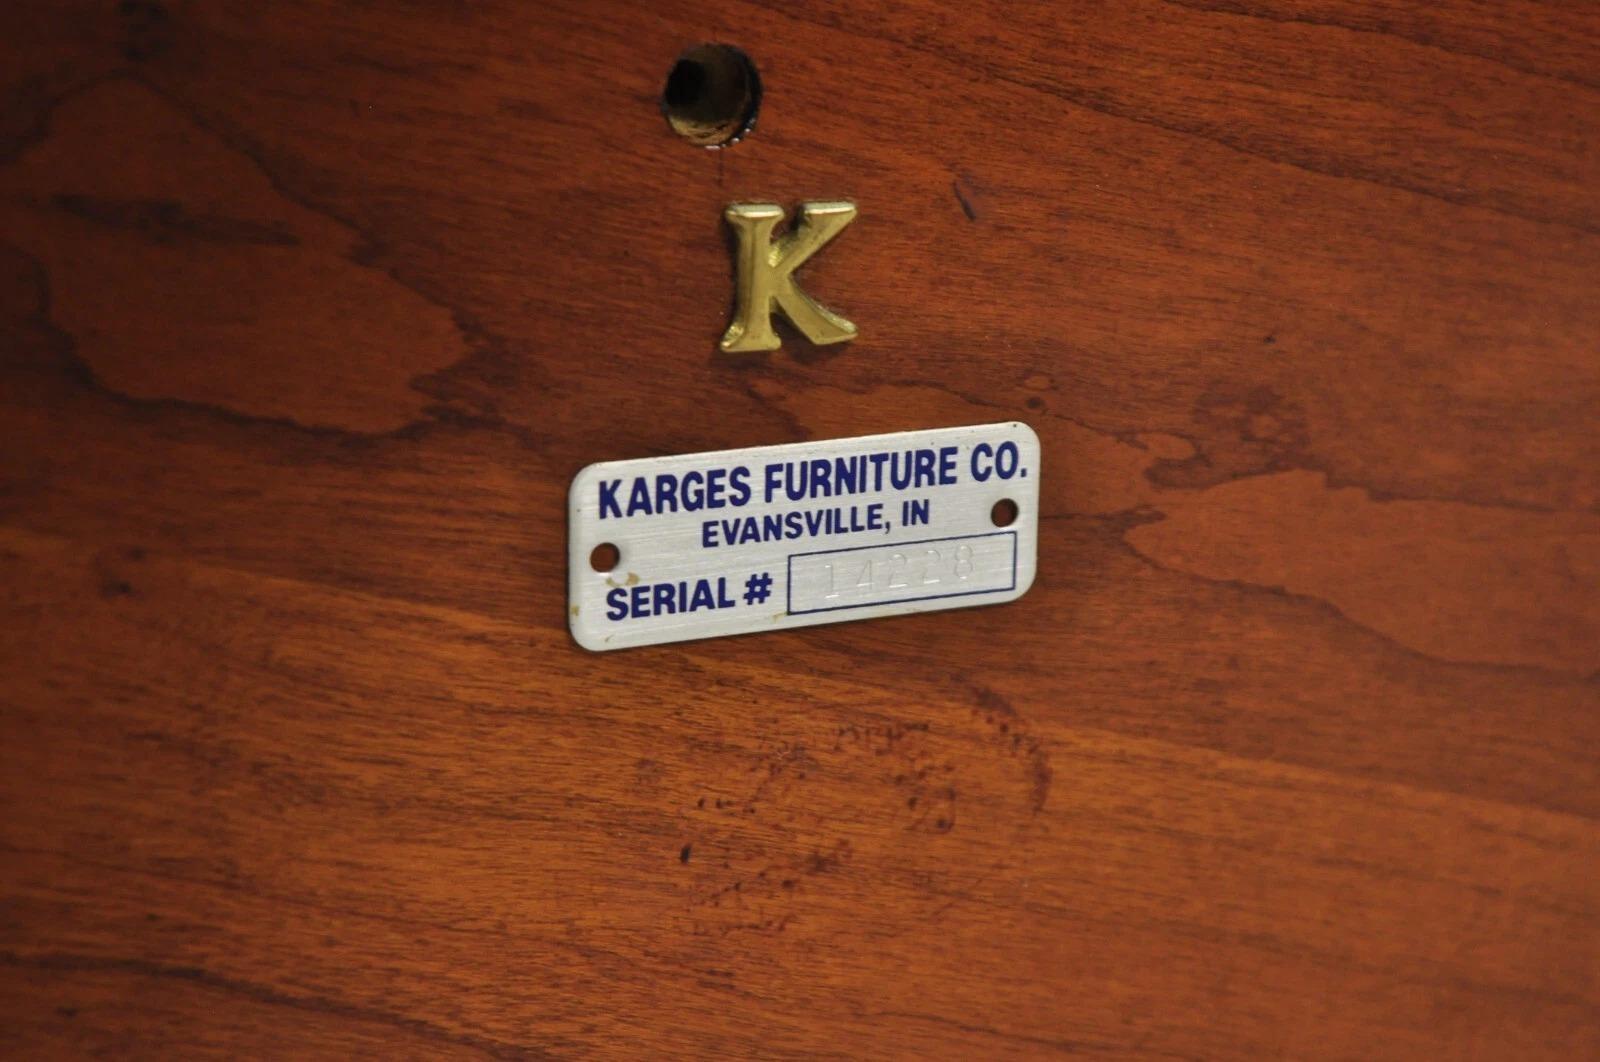 K
KARGES FURNITURE CO.
EVANSVILLE, IN
SERIAL # 14228